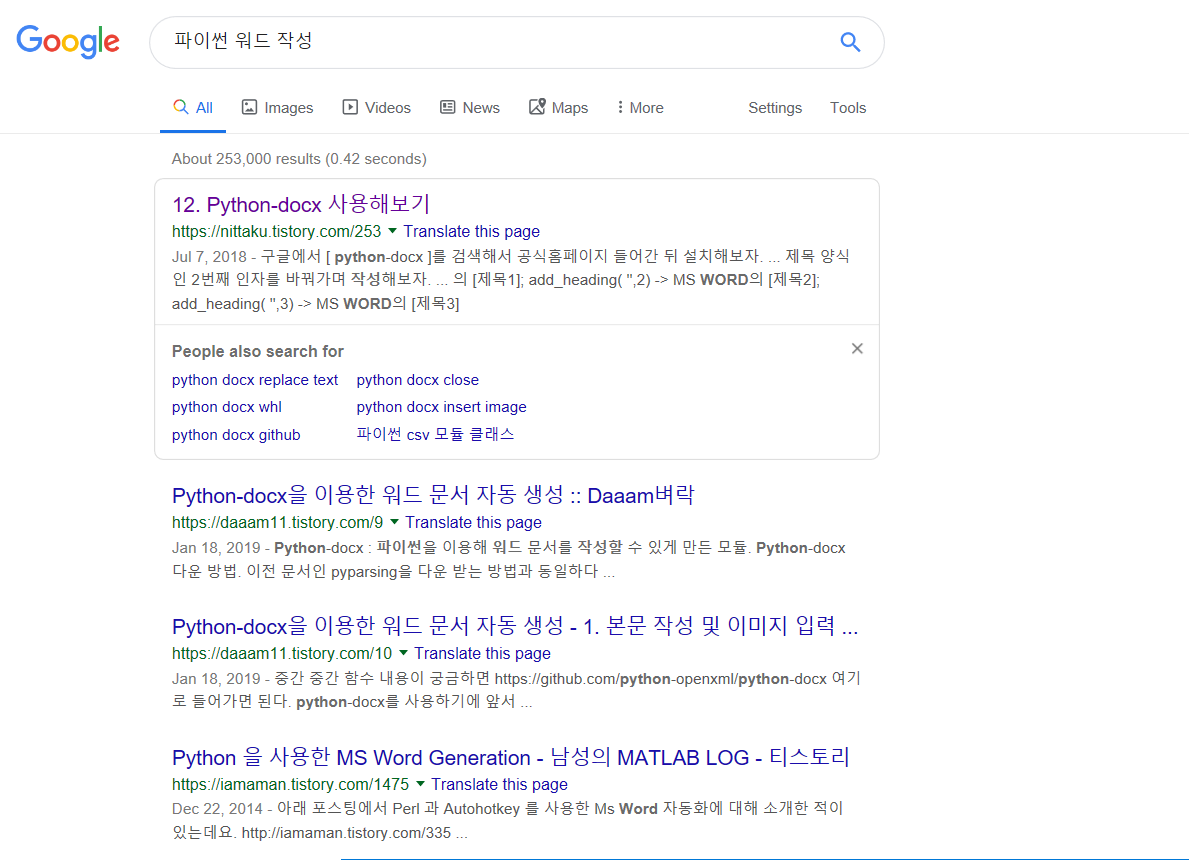 Google
파이썬 워드 작성
All Images Videos News Maps More Settings Tools
About 253,000 results (0.42 seconds)
12. Python-docx 사용해보기
https://nittaku.tistory.com/253 Translate this page
Jul 7, 2018 - 구글에서 [ python-docx ]를 검색해서 공식홈페이지 들어간 뒤 설치해보자. ... 제목 양식
인 2번째 인자를 바꿔가며 작성해보자. ... 의 [제목1]; add_heading( '',2) -> MS WORD의 [제목2];
add_heading( '',3) -> MS WORD의 [제목3]
People also search for
python docx replace text python docx close
python docx whl python docx insert image
python docx github 파이썬 csv 모듈 클래스
Python-docx을 이용한 워드 문서 자동 생성 :: Daaam벼락
https://daaam11.tistory.com/9 Translate this page
Jan 18, 2019 - Python-docx : 파이썬을 이용해 워드 문서를 작성할 수 있게 만든 모듈. Python-docx
다운 방법. 이전 문서인 pyparsing을 다운 받는 방법과 동일하다 ...
Python-docx을 이용한 워드 문서 자동 생성 - 1. 본문 작성 및 이미지 입력 ...
https://daaam11.tistory.com/10 Translate this page
Jan 18, 2019 - 중간 중간 함수 내용이 궁금하면 https://github.com/python-openxml/python-docx 여기
로 들어가면 된다. python-docx를 사용하기에 앞서 ...
Python 을 사용한 MS Word Generation - 남성의 MATLAB LOG - 티스토리
https://iamaman.tistory.com/1475 Translate this page
Dec 22, 2014 - 아래 포스팅에서 Perl 과 Autohotkey 를 사용한 Ms Word 자동화에 대해 소개한 적이
있는데요. http://iamaman.tistory.com/335 ...